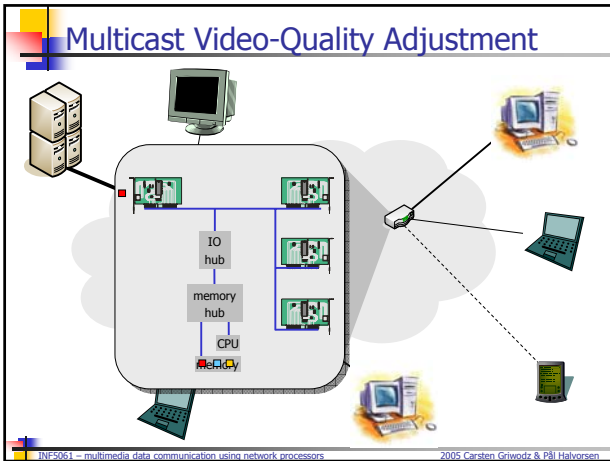 Multicast Video-Quality Adjustment
IO
hub
memory
hub
CPU
memory
INF5061 – multimedia data communication using network processors
2005 Carsten Griwodz & Pål Halvorsen